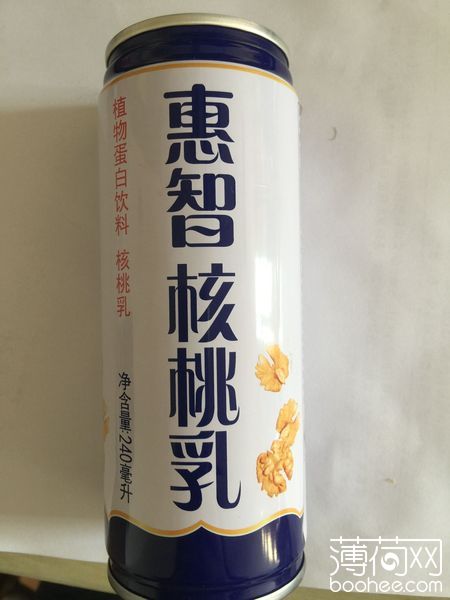 惠智核桃乳
植物蛋白饮料 核桃乳
净含量:240毫升
薄荷网
boohee.com